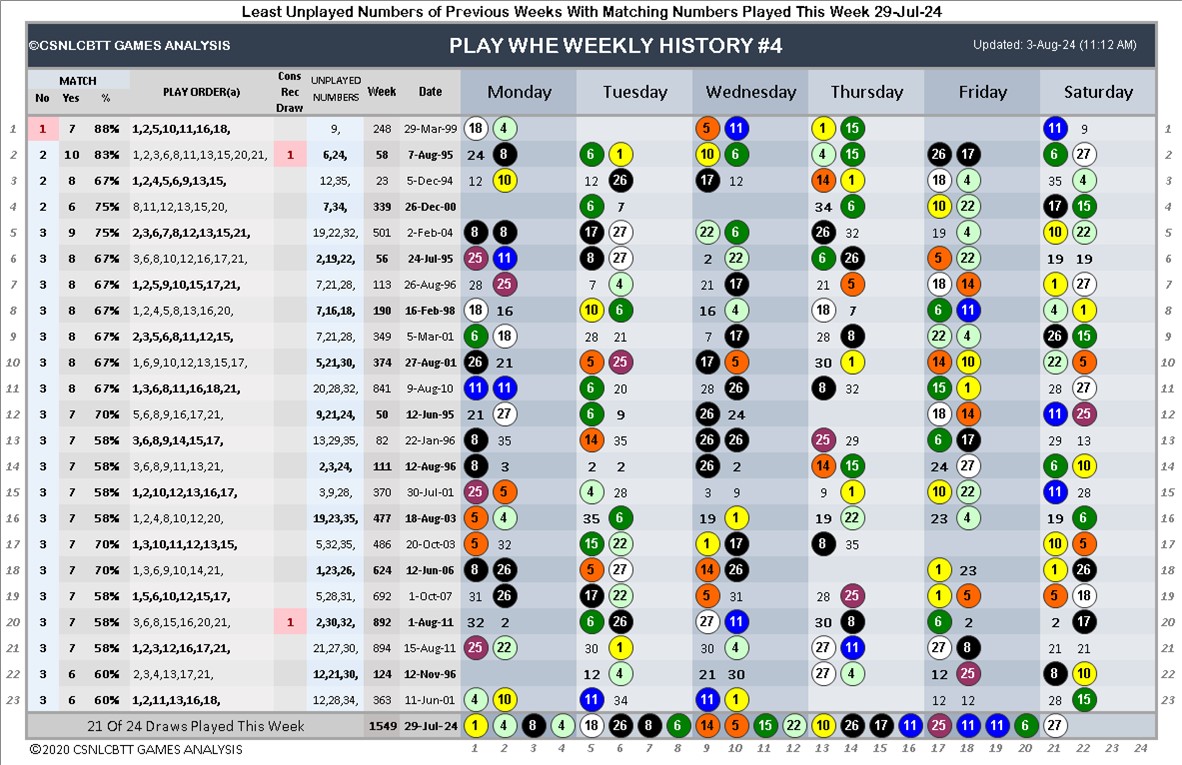 Least Unplayed Numbers of Previous Weeks With Matching Numbers Played This Week 29-Jul-24
©CSNLCBTT GAMES ANALYSIS PLAY WHE WEEKLY HISTORY #4 Updated: 3-Aug-24 (11:12 AM)
MATCH PLAY ORDER(a) Cons Rec Draw UNPLAYED NUMBERS Week Date Monday Tuesday Wednesday Thursday Friday Saturday
No Yes %
1 1 7 88% 1,2,5,10,11,16,18, 9, 248 29-Mar-99 18 4 5 11 1 15 11 9 1
2 2 10 83% 1,2,3,6,8,11,13,15,20,21, 1 6,24, 58 7-Aug-95 24 8 6 1 10 6 4 15 26 17 6 27 2
3 2 8 67% 1,2,4,5,6,9,13,15, 12,35, 23 5-Dec-94 12 10 12 26 17 12 14 1 18 4 35 4 3
4 2 6 75% 8,11,12,13,15,20, 7,34, 339 26-Dec-00 6 7 34 6 10 22 17 15 4
5 3 9 75% 2,3,6,7,8,12,13,15,21, 19,22,32, 501 2-Feb-04 8 8 17 27 22 6 26 32 19 4 10 22 5
6 3 8 67% 3,6,8,10,12,16,17,21, 2,19,22, 56 24-Jul-95 25 11 8 27 2 22 6 26 5 22 19 19 6
7 3 8 67% 1,2,5,9,10,15,17,21, 7,21,28, 113 26-Aug-96 28 25 7 4 21 17 21 5 18 14 1 27 7
8 3 8 67% 1,2,4,5,8,13,16,20, 7,16,18, 190 16-Feb-98 18 16 10 6 16 4 18 7 6 11 4 1 8
9 3 8 67% 2,3,5,6,8,11,12,15, 7,21,28, 349 5-Mar-01 6 18 28 21 7 17 28 8 22 4 26 15 9
10 3 8 67% 1,6,9,10,12,13,15,17, 5,21,30, 374 27-Aug-01 26 21 5 25 17 5 30 1 14 10 22 5 10
11 3 8 67% 1,3,6,8,11,16,18,21, 20,28,32, 841 9-Aug-10 11 11 6 20 28 26 8 32 15 1 28 27 11
12 3 7 70% 5,6,8,9,16,17,21, 9,21,24, 50 12-Jun-95 21 27 6 9 26 24 18 14 11 25 12
13 3 7 58% 3,6,8,9,14,15,17, 13,29,35, 82 22-Jan-96 8 35 14 35 26 26 25 29 6 17 29 13 13
14 3 7 58% 3,6,8,9,11,13,21, 2,3,24, 111 12-Aug-96 8 3 2 2 26 2 14 15 24 27 6 10 14
15 3 7 58% 1,2,10,12,13,16,17, 3,9,28, 370 30-Jul-01 25 5 4 28 3 9 9 1 10 22 11 28 15
16 3 7 58% 1,2,4,8,10,12,20, 19,23,35, 477 18-Aug-03 5 4 35 6 19 1 19 22 23 4 19 6 16
17 3 7 70% 1,3,10,11,12,13,15, 5,32,35, 486 20-Oct-03 5 32 15 22 1 17 8 35 10 5 17
18 3 7 70% 1,3,6,9,10,14,21, 1,23,26, 624 12-Jun-06 8 26 5 27 14 26 1 23 1 26 18
19 3 7 58% 1,5,6,10,12,15,17, 5,28,31, 692 1-Oct-07 31 26 17 22 5 31 28 25 1 5 5 18 19
20 3 7 58% 3,6,8,15,16,20,21, 1 2,30,32, 892 1-Aug-11 32 2 6 26 27 11 30 8 6 2 2 17 20
21 3 7 58% 1,2,3,12,16,17,21, 21,27,30, 894 15-Aug-11 25 22 30 1 30 4 27 11 27 8 21 21 21
22 3 6 60% 2,3,4,13,17,21, 12,21,30, 124 12-Nov-96 12 4 21 30 27 4 12 25 8 10 22
23 3 6 60% 1,2,11,13,16,18, 12,28,34, 363 11-Jun-01 4 10 11 34 11 1 12 12 28 15 23
21 Of 24 Draws Played This Week 1549 29-Jul-24 1 4 8 4 18 26 8 6 14 5 15 22 10 26 17 11 25 11 11 6 27
©2020 CSNLCBTT GAMES ANALYSIS 1 2 3 4 5 6 7 8 9 10 11 12 13 14 15 16 17 18 19 20 21 22 23 24